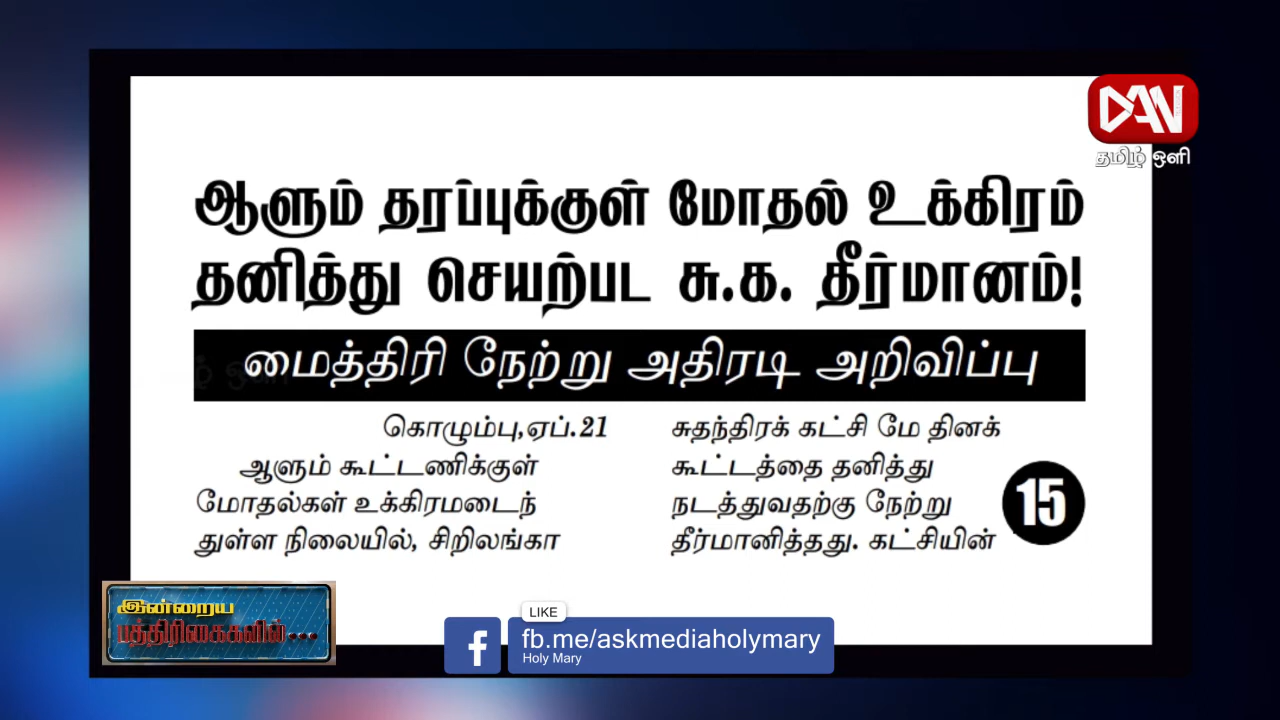 DAN
தமிழ் ஒளி
ஆளும் தரப்புக்குள் மோதல் உக்கிரம்
தனித்து செயற்பட சு.க. தீர்மானம்!
மைத்திரி நேற்று அதிரடி அறிவிப்பு
கொழும்பு,ஏப்.21
ஆளும் கூட்டணிக்குள்
மோதல்கள் உக்கிரமடைந்
துள்ள நிலையில், சிறிலங்கா
சுதந்திரக் கட்சி மே தினக்
கூட்டத்தை தனித்து
நடத்துவதற்கு நேற்று
தீர்மானித்தது. கட்சியின்
15
இன்றைய
பத்திரிகைகளில்...
LIKE
fb.me/askmediaholymary
Holy Mary